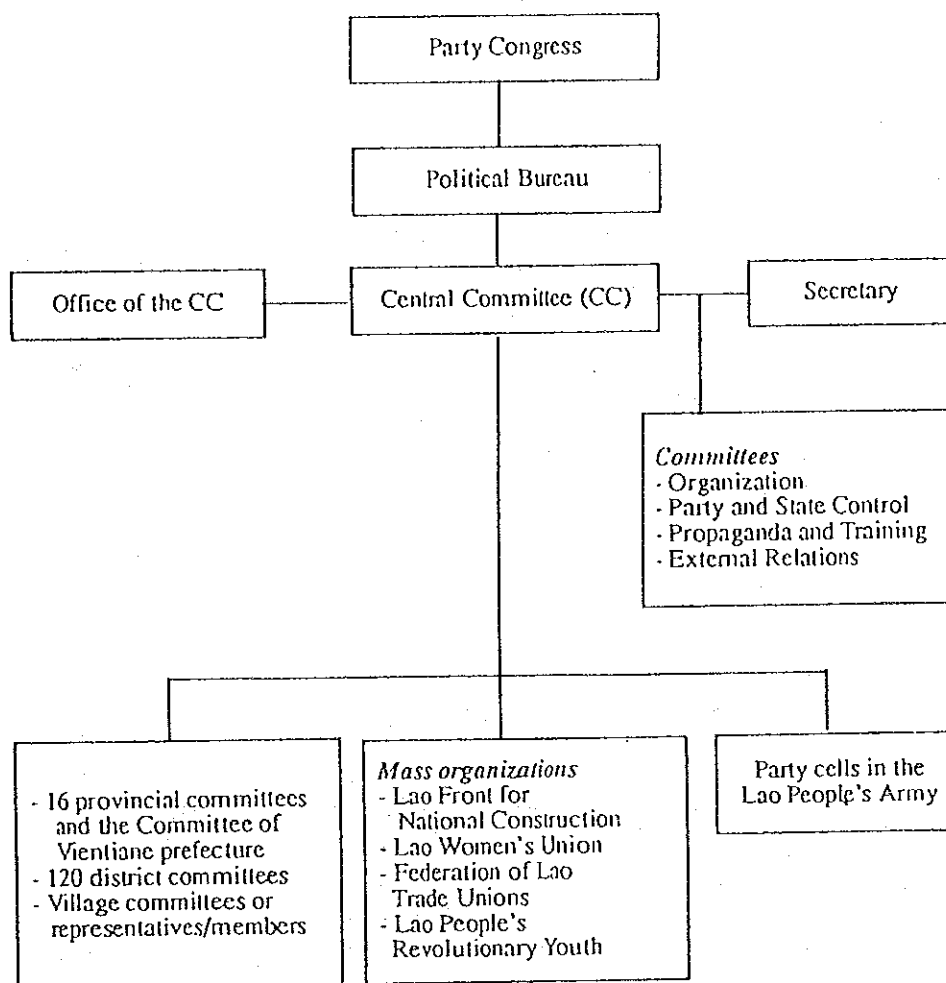 Party Congress
Political Bureau
Office of the CC
Central Committee (CC)
Secretary
Committees
- Organization
- Party and State Control
- Propaganda and Training
- External Relations
- 16 provincial committees
and the Committee of
Vientiane prefecture
- 120 district committees
- Village committees or
representatives/members
Mass organizations
- Lao Front for
National Construction
- Lao Women's Union
- Federation of Lao
Trade Unions
- Lao People's
Revolutionary Youth
Party cells in the
Lao People's Army